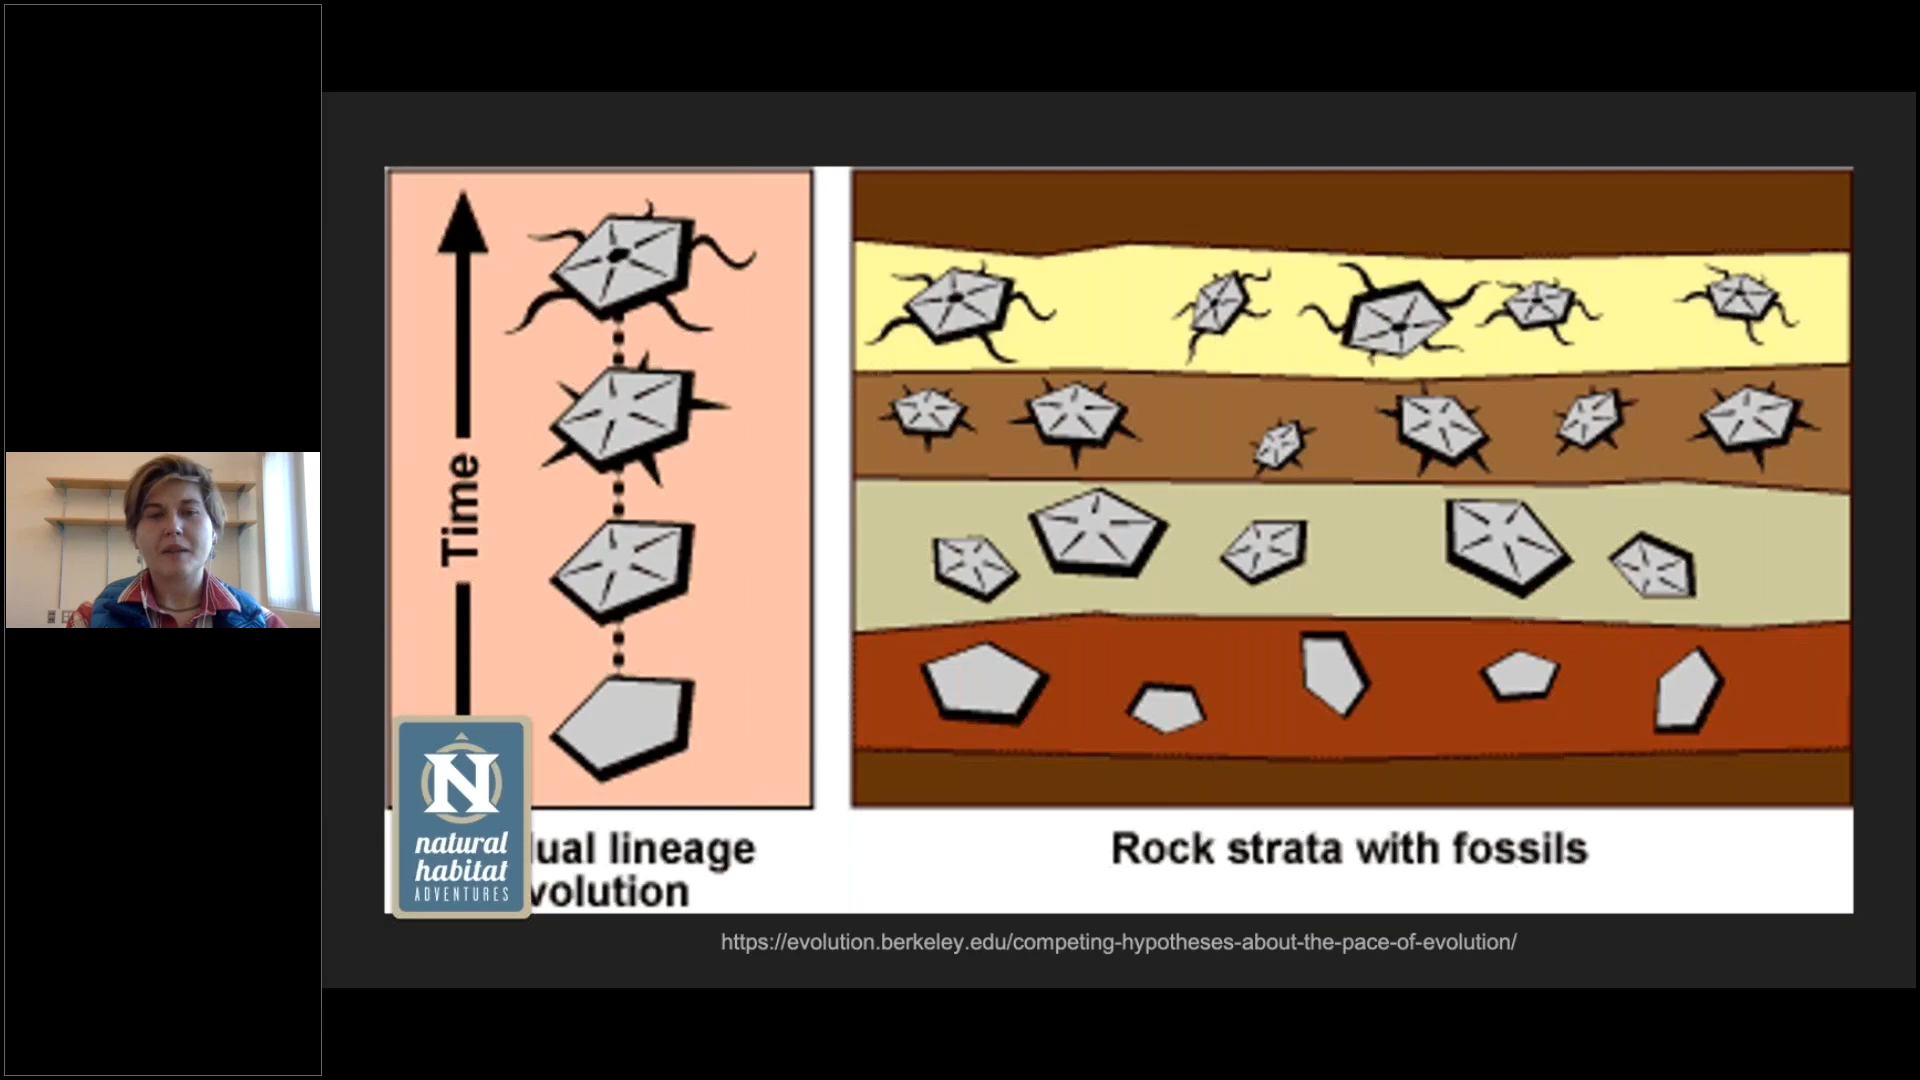 Time
N
natural
habitat
ADVENTURES
dual lineage
volution
Rock strata with fossils
https://evolution.berkeley.edu/competing-hypotheses-about-the-pace-of-evolution/